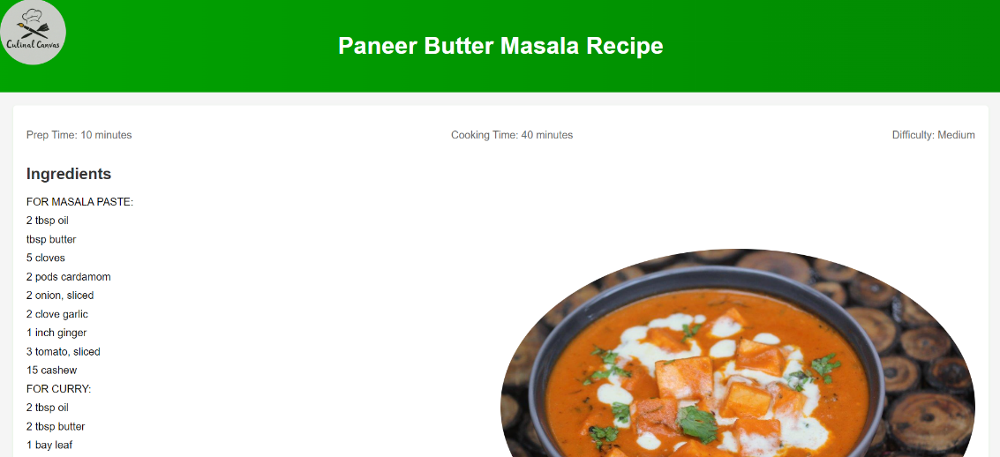 Culinal Canvas
Paneer Butter Masala Recipe
Prep Time: 10 minutes
Cooking Time: 40 minutes
Difficulty: Medium
Ingredients
FOR MASALA PASTE:
2 tbsp oil
tbsp butter
5 cloves
2 pods cardamom
2 onion, sliced
2 clove garlic
1 inch ginger
3 tomato, sliced
15 cashew
FOR CURRY:
2 tbsp oil
2 tbsp butter
1 bay leaf